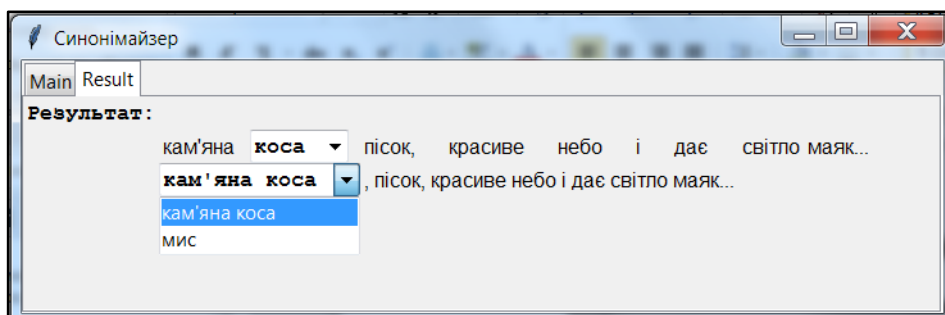 Синонімайзер
Main Result
Результат:
кам'яна коса пісок, красиве небо і дає світло маяк...
кам'яна коса , пісок, красиве небо і дає світло маяк...
кам'яна коса
мис